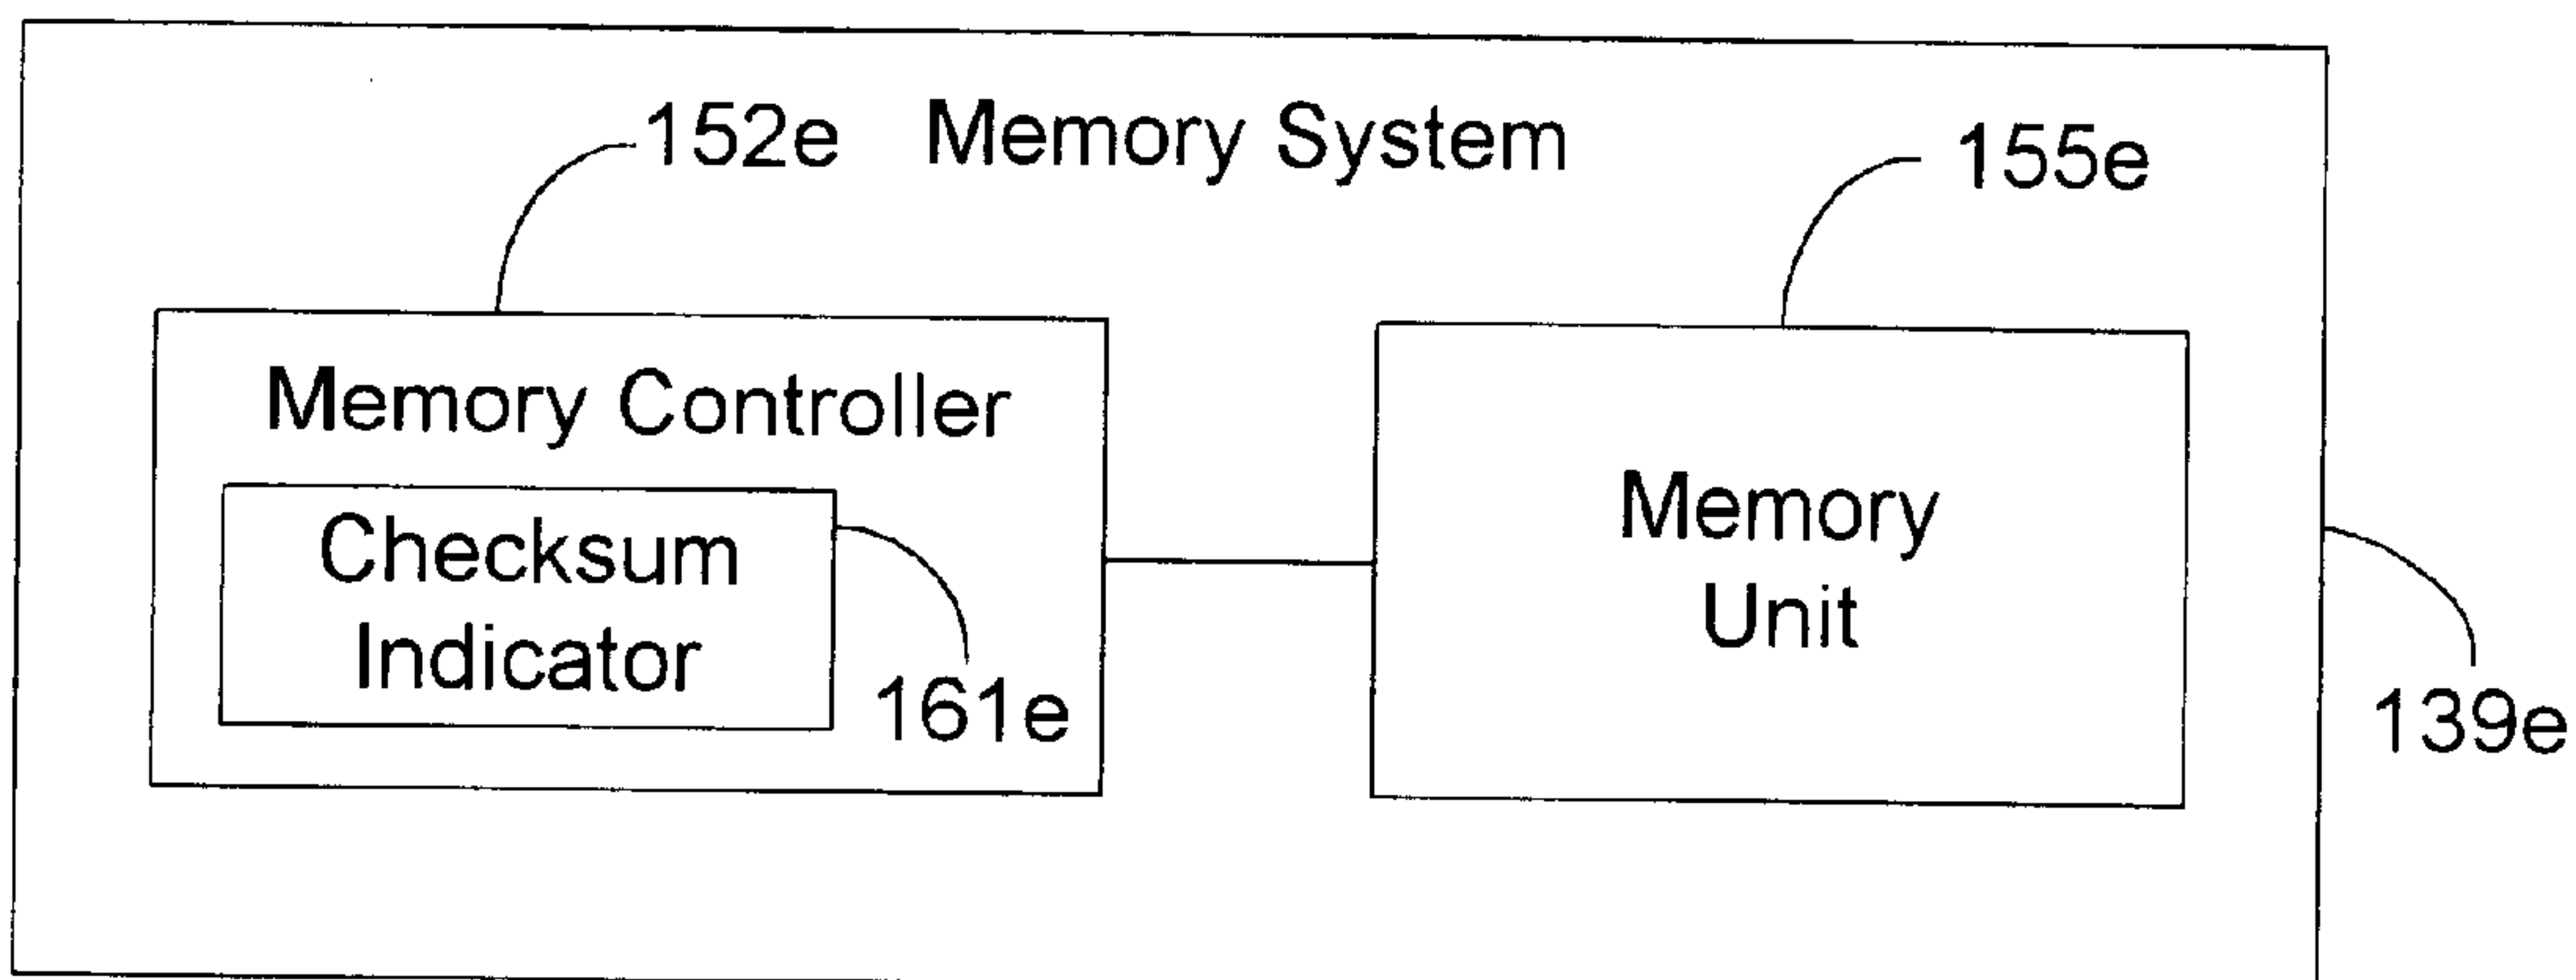 152e Memory System 155e
Memory Controller
Checksum
Indicator
161e
Memory
Unit
139e